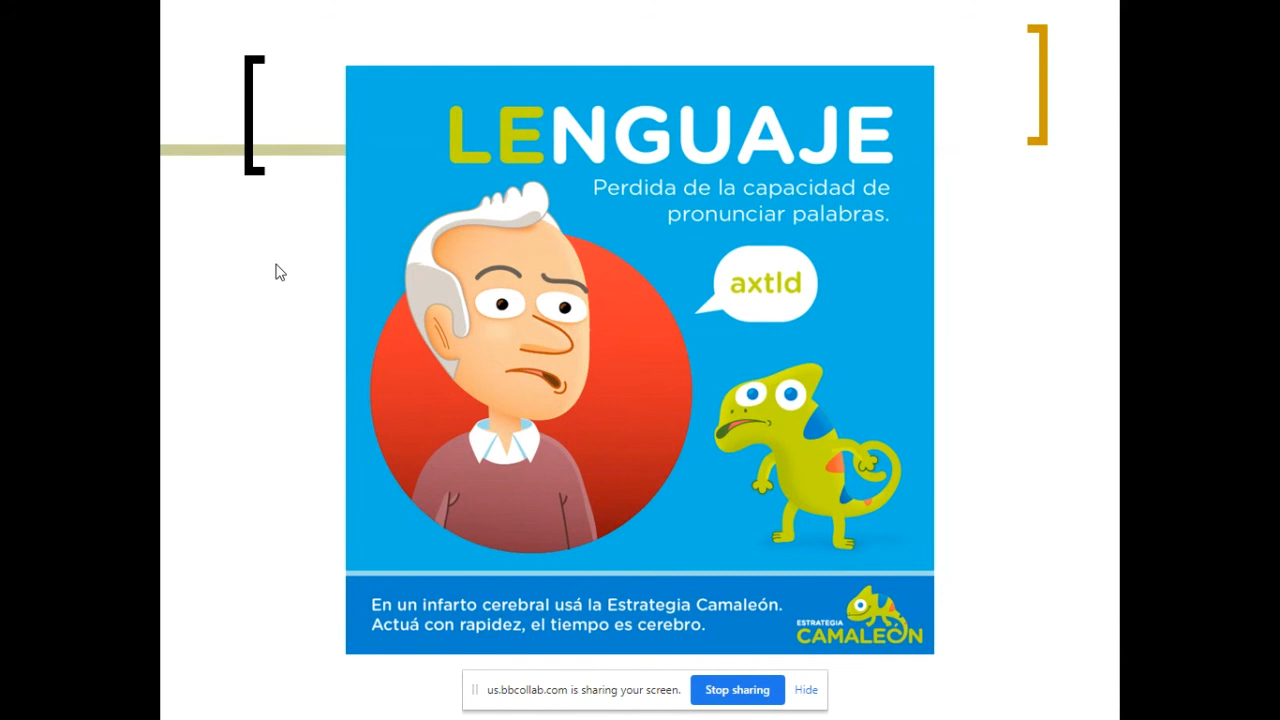 LENGUAJE
Perdida de la capacidad de
pronunciar palabras.
axtld
En un infarto cerebral usá la Estrategia Camaleón.
Actuá con rapidez, el tiempo es cerebro.
ESTRATEGIA
CAMALEÓN
us.bbcollab.com is sharing your screen.
Stop sharing
Hide